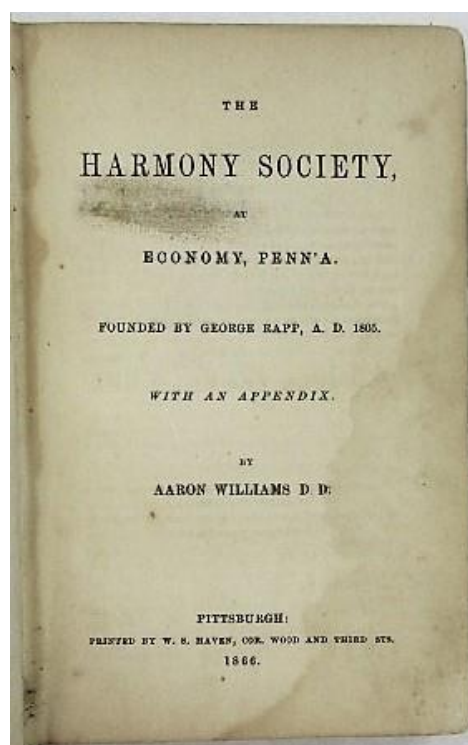 THE
HARMONY SOCIETY,
AT
ECONOMY, PENN'A.
FOUNDED BY GEORGE RAPP, A. D. 1805.
WITH AN APPENDIX.
BY
AARON WILLIAMS D. D.
PITTSBURGH:
PRINTED BY W. S. HAVEN, COR. WOOD AND THIRD STS.
1866.